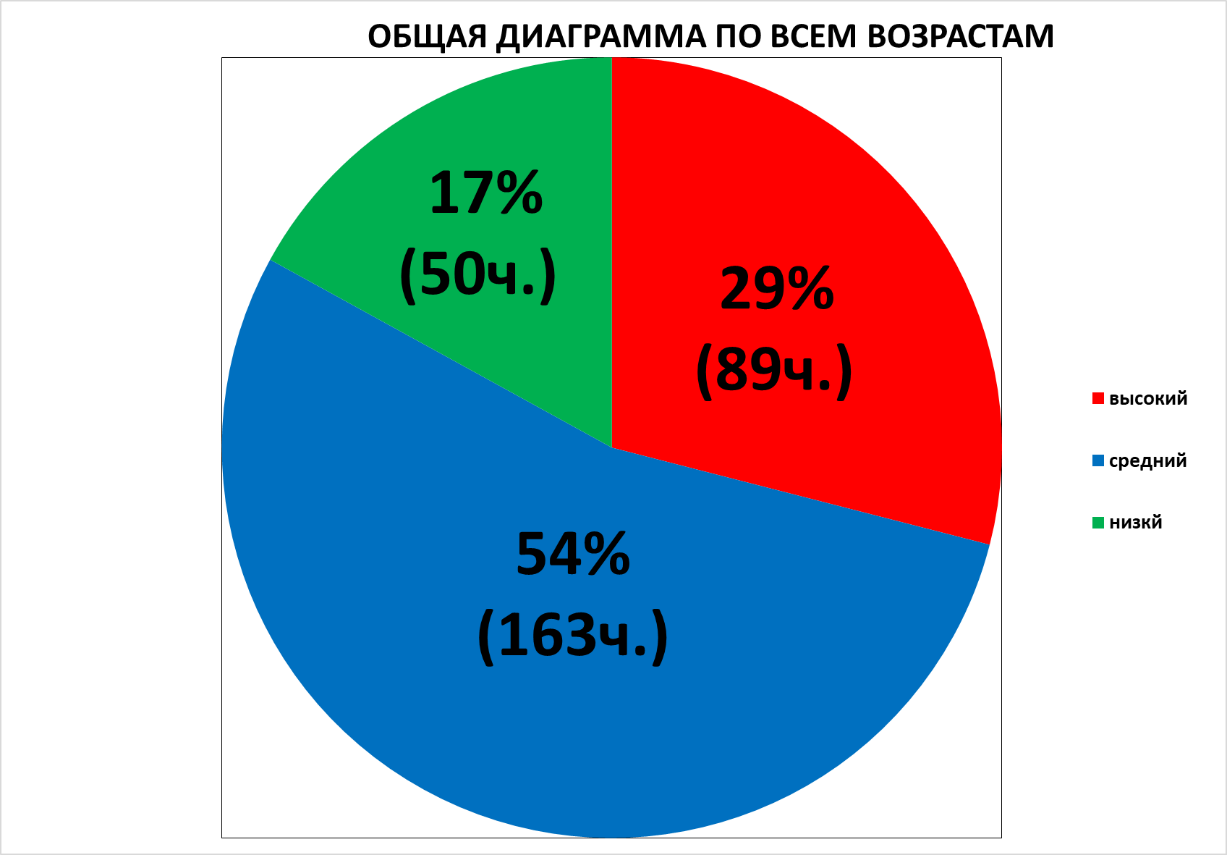 ОБЩАЯ ДИАГРАММА ПО ВСЕМ ВОЗРАСТАМ
17%
(50ч.)
29%
(89ч.)
54%
(163ч.)
высокий
средний
низкй